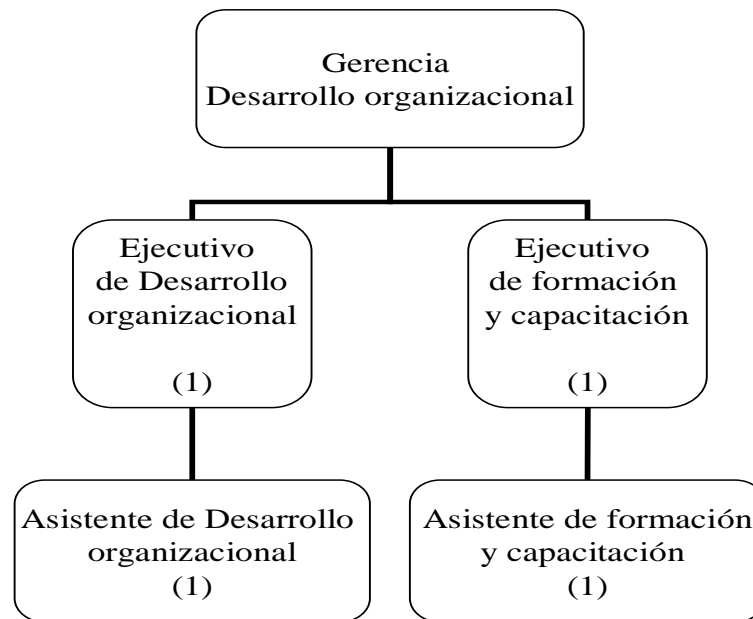 Gerencia
Desarrollo organizacional
Ejecutivo
de Desarrollo
organizacional
(1)
Ejecutivo
de formación
y capacitación
(1)
Asistente de Desarrollo
organizacional
(1)
Asistente de formación
y capacitación
(1)